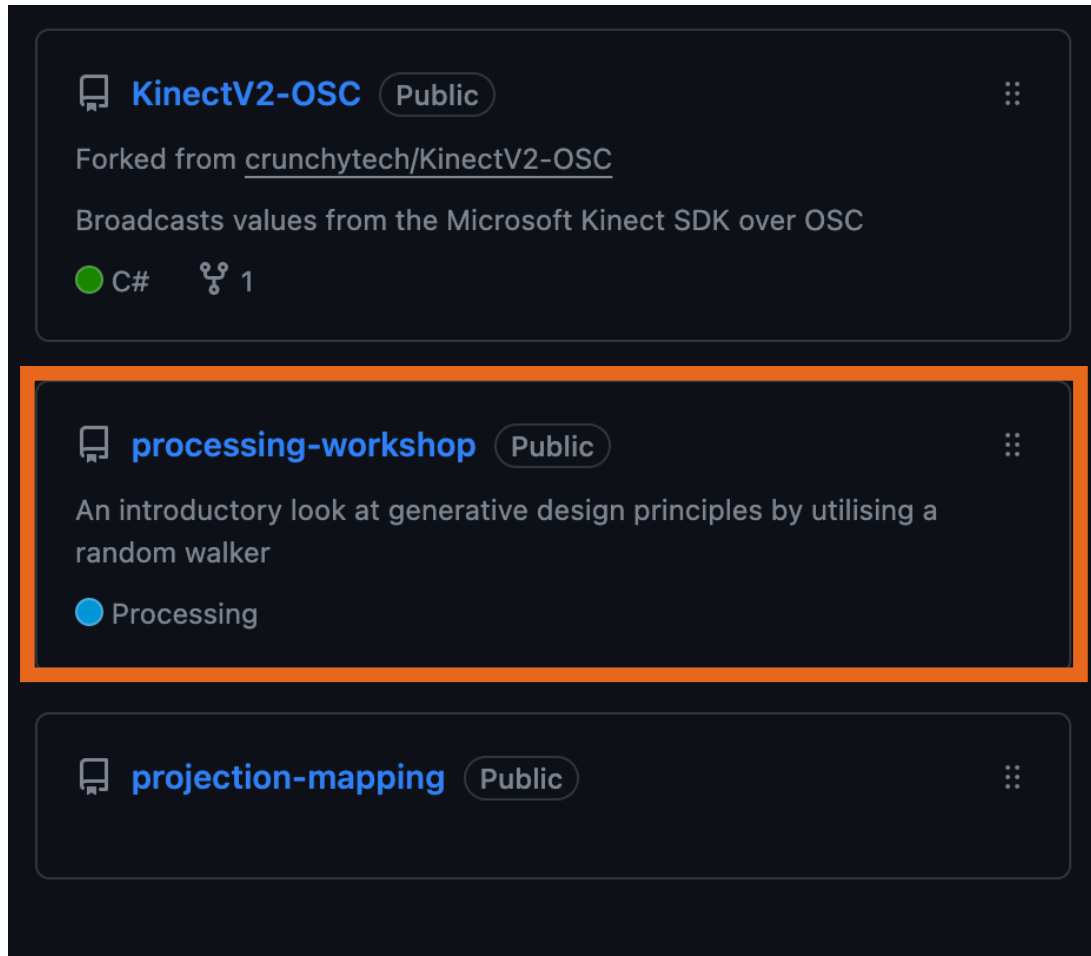 KinectV2-OSC Public
Forked from crunchytech/KinectV2-OSC
Broadcasts values from the Microsoft Kinect SDK over OSC
C# 1
processing-workshop Public
An introductory look at generative design principles by utilising a
random walker
Processing
projection-mapping Public